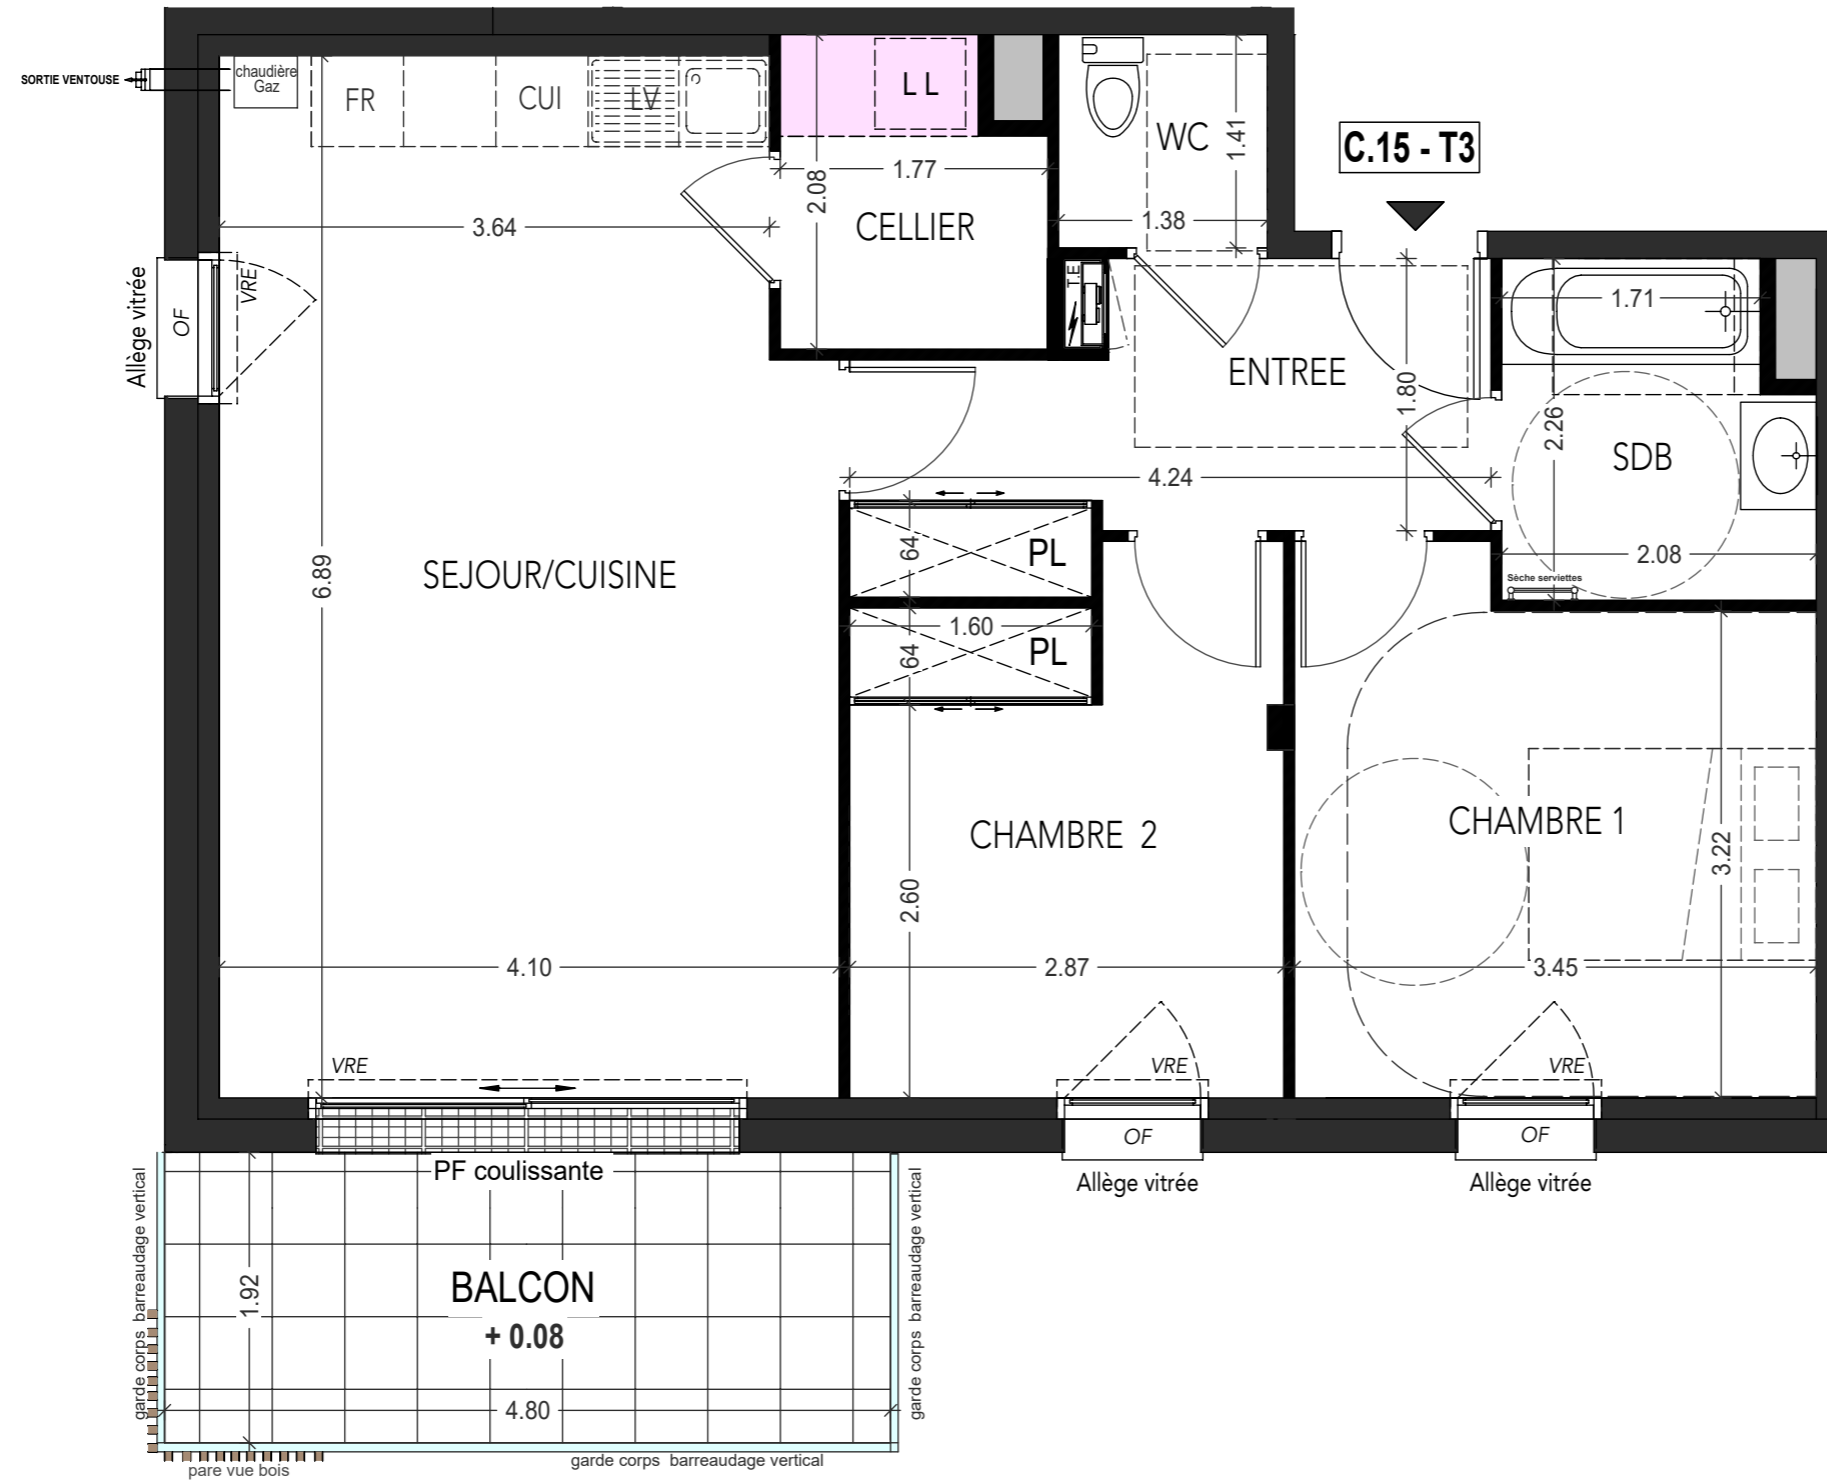 SORTIE VENTOUSE
chaudière
Gaz
FR
CUI
LV
L L
WC
1.41
C.15 - T3
2.08
1.77
1.38
3.64
CELLIER
T.E
1.71
Allège vitrée
OF
VRE
ENTREE
1.80
2.26
SDB
4.24
2.08
Sèche serviettes
64
PL
6.89
SEJOUR/CUISINE
1.60
64
PL
CHAMBRE 2
CHAMBRE 1
3.22
2.60
4.10
2.87
3.45
VRE
VRE
VRE
OF
OF
PF coulissante
Allège vitrée
Allège vitrée
garde corps barreaudage vertical
garde corps barreaudage vertical
BALCON
+ 0.08
1.92
4.80
garde corps barreaudage vertical
pare vue bois